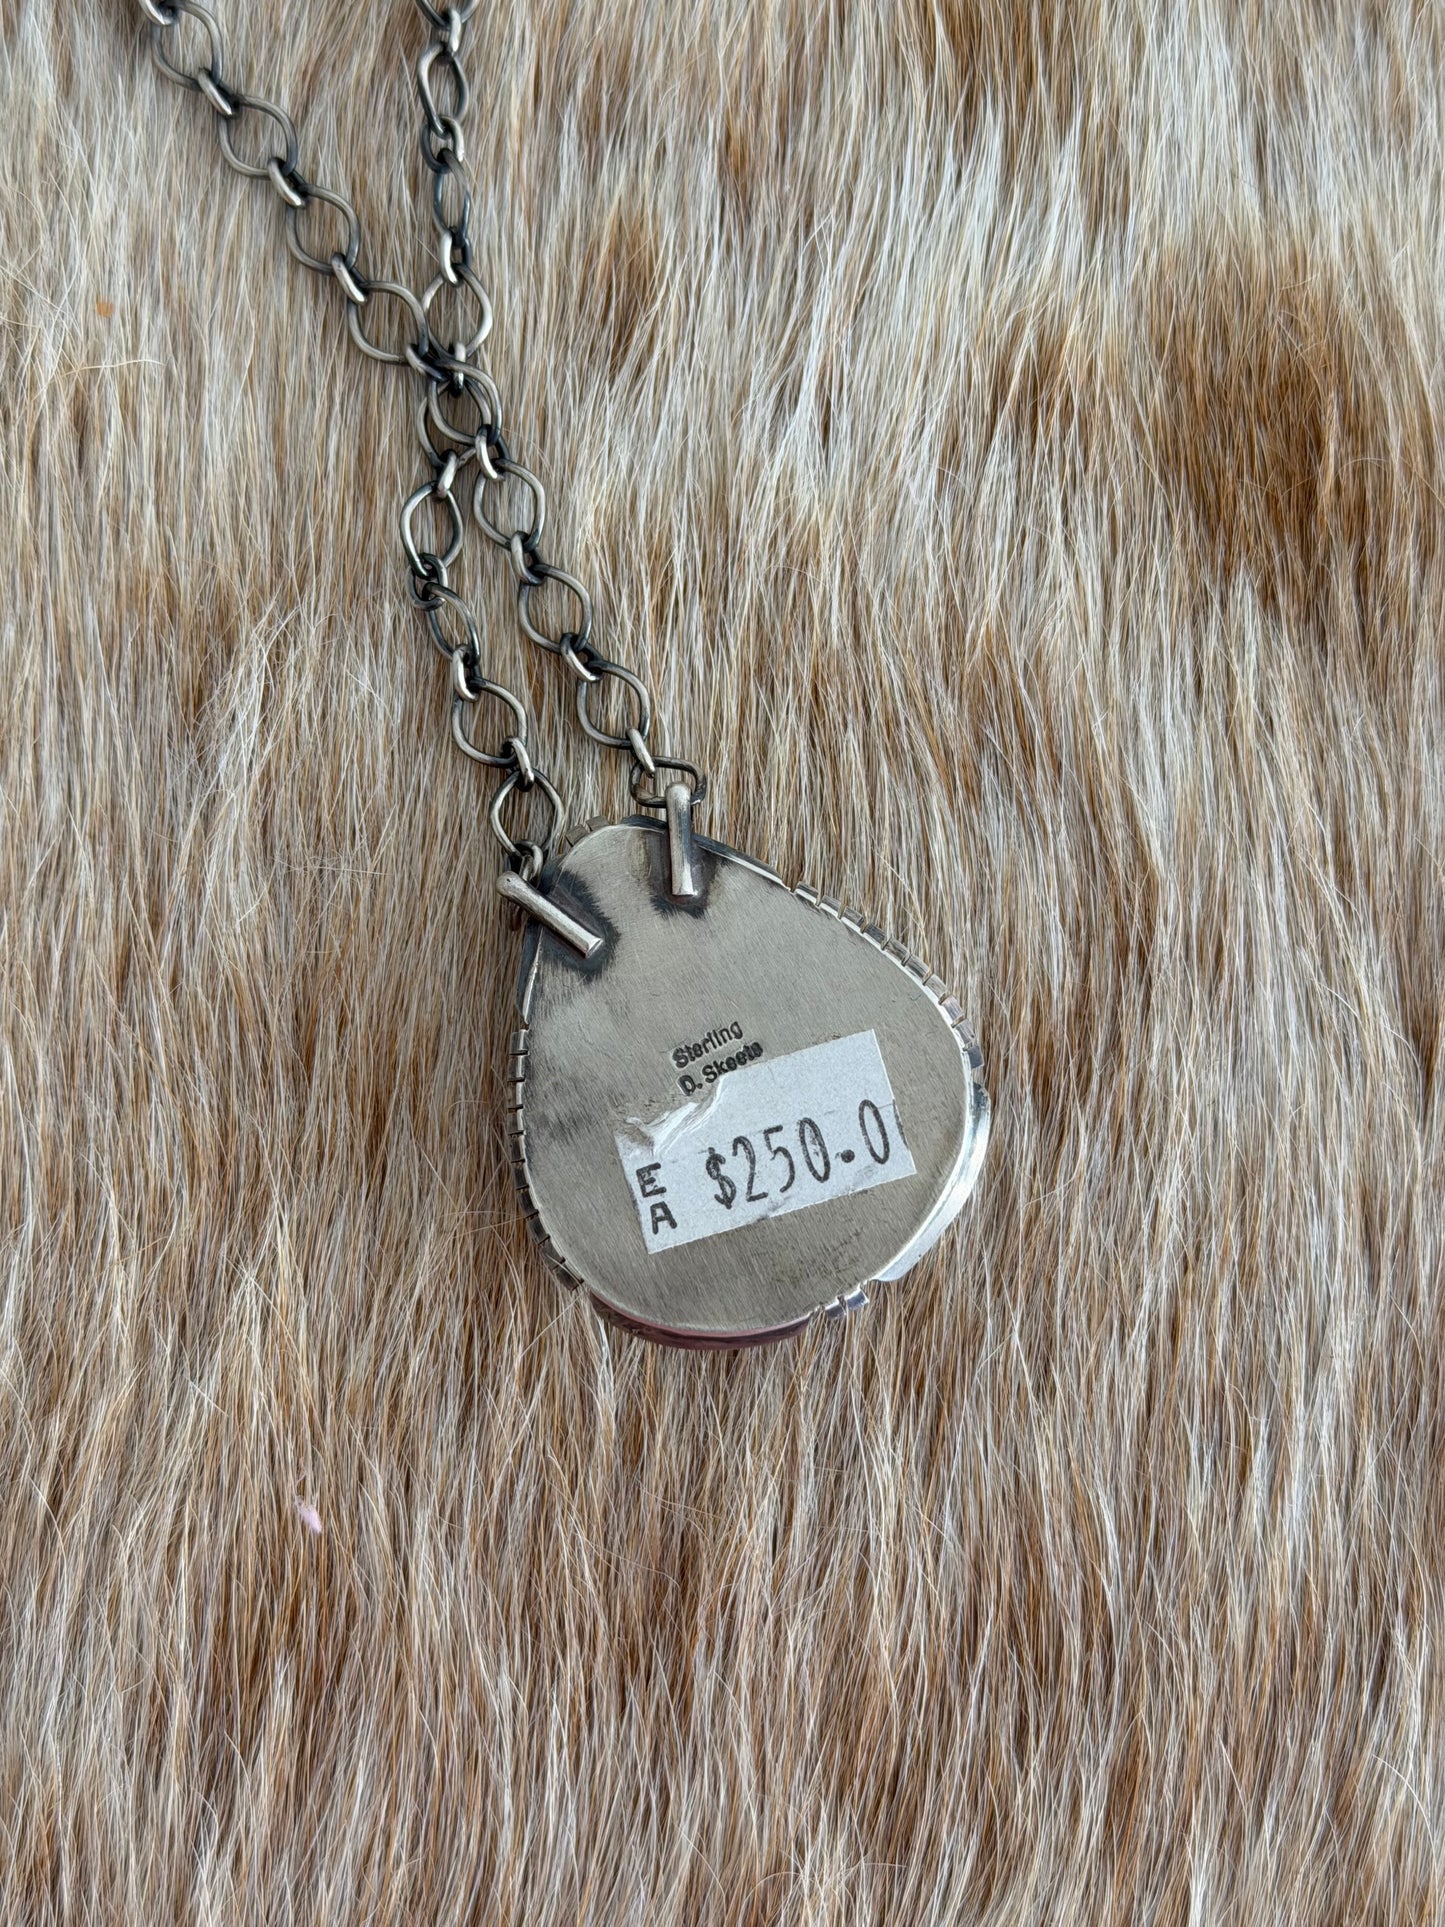 Sterling
D. Skeets
E
A
$250.0